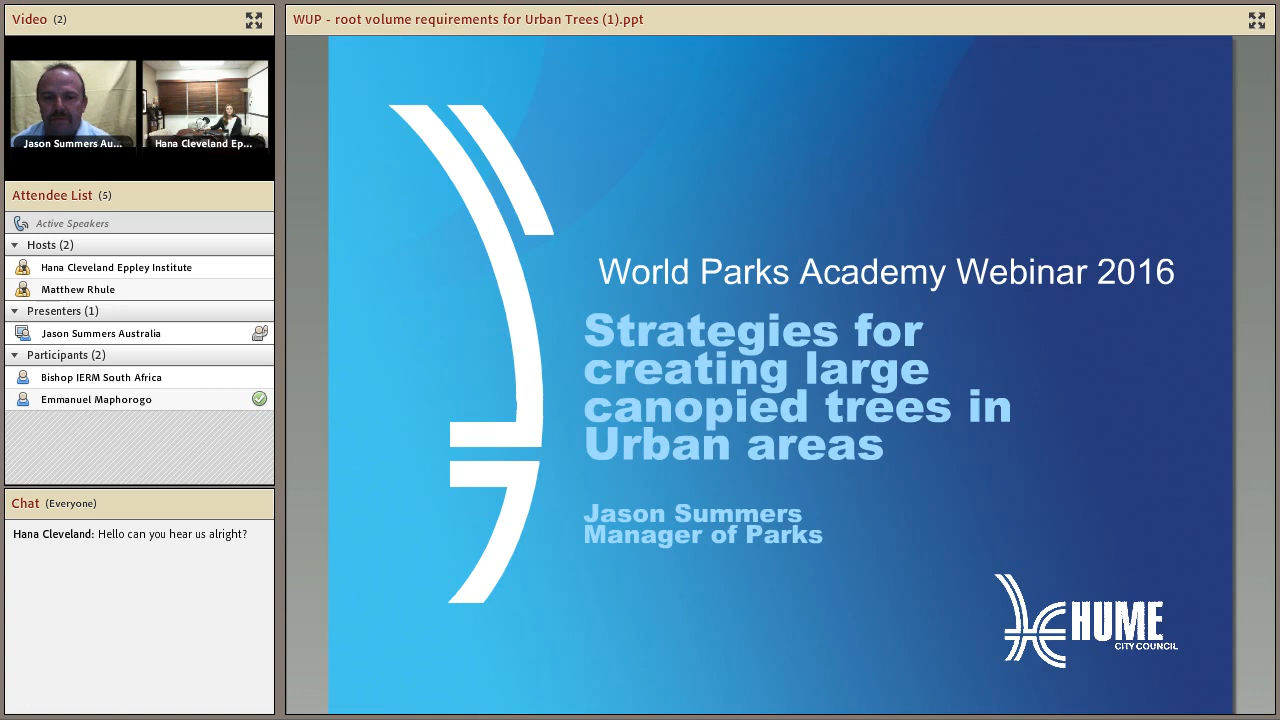 Video (2)
Jason Summers Au...
Hana Cleveland Ep...
Attendee List (5)
Active Speakers
Hosts (2)
Hana Cleveland Eppley Institute
Matthew Rhule
Presenters (1)
Jason Summers Australia
Participants (2)
Bishop IERM South Africa
Emmanuel Maphorogo
Chat (Everyone)
Hana Cleveland: Hello can you hear us alright?
WUP - root volume requirements for Urban Trees (1).ppt
World Parks Academy Webinar 2016
Strategies for
creating large
canopied trees in
Urban areas
Jason Summers
Manager of Parks
HUME
CITY COUNCIL